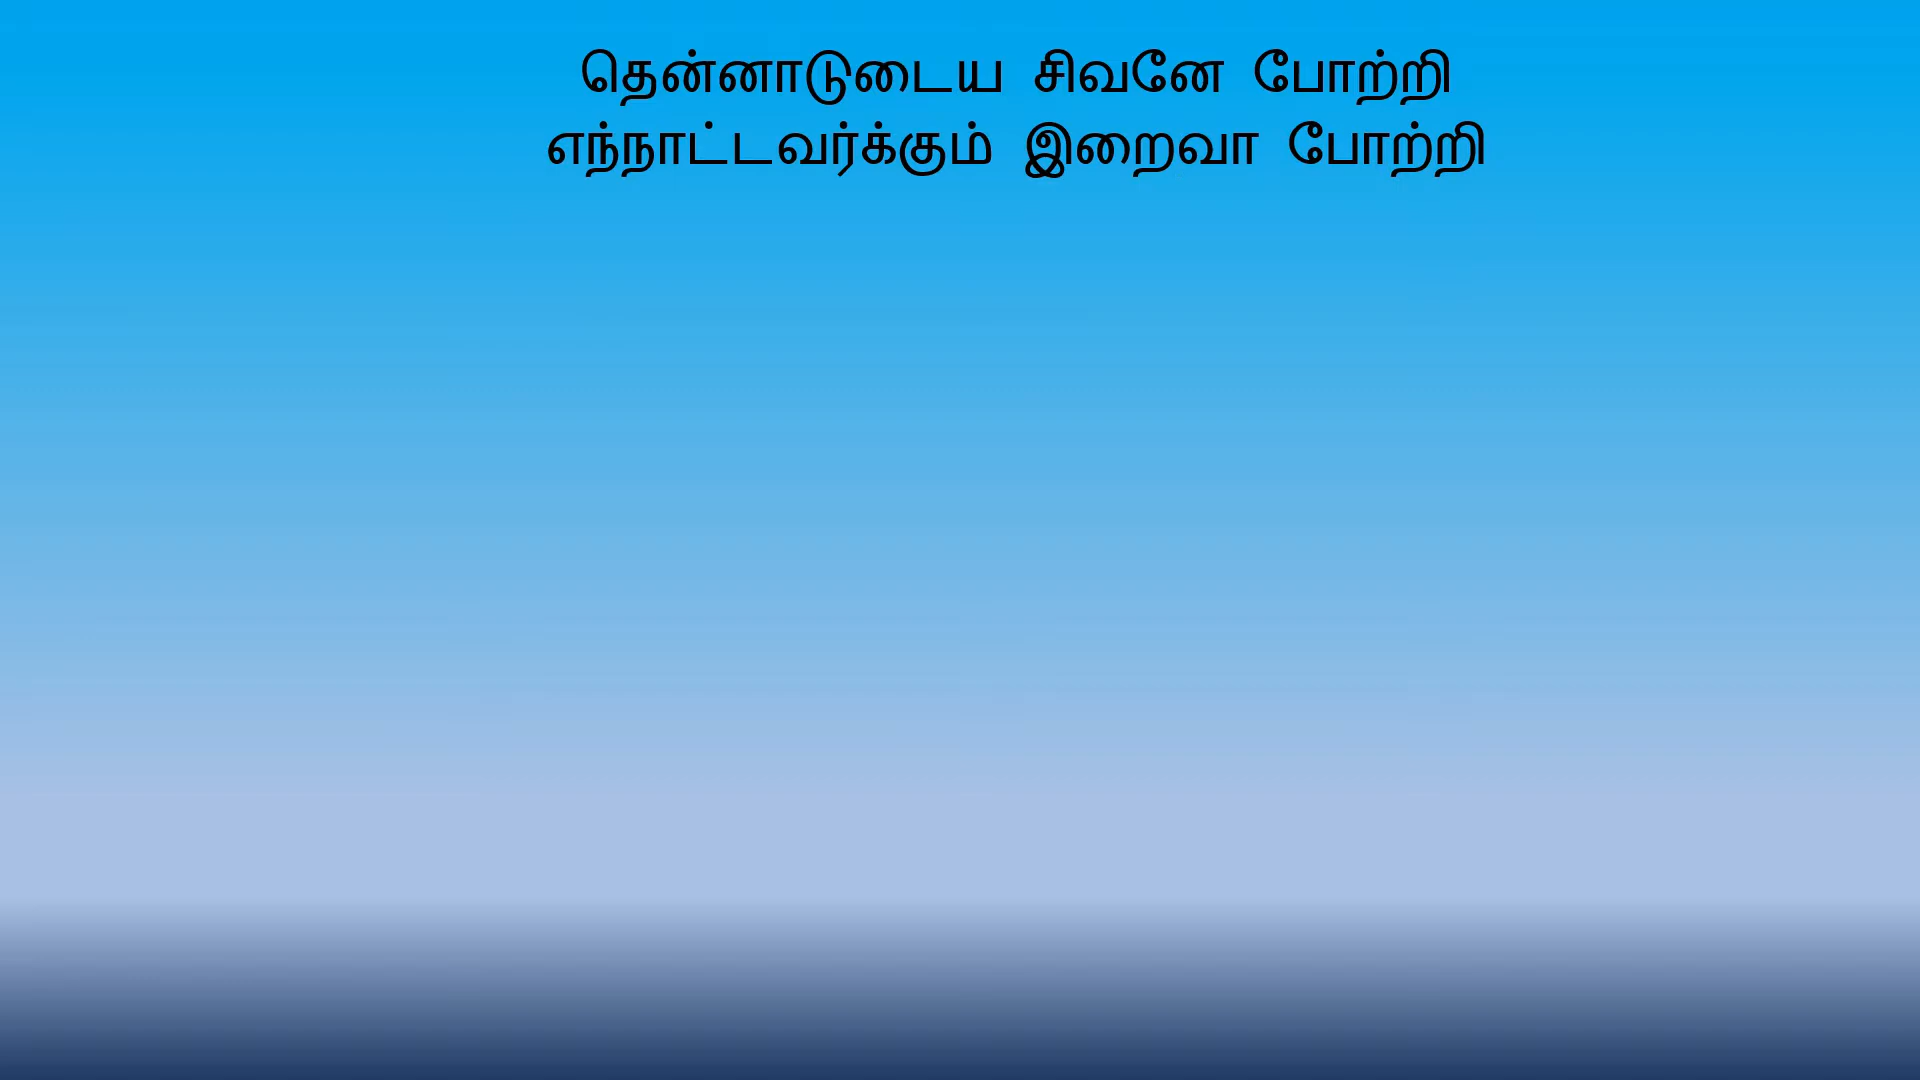 தென்னாடுடைய சிவனே போற்றி
எந்நாட்டவர்க்கும் இறைவா போற்றி